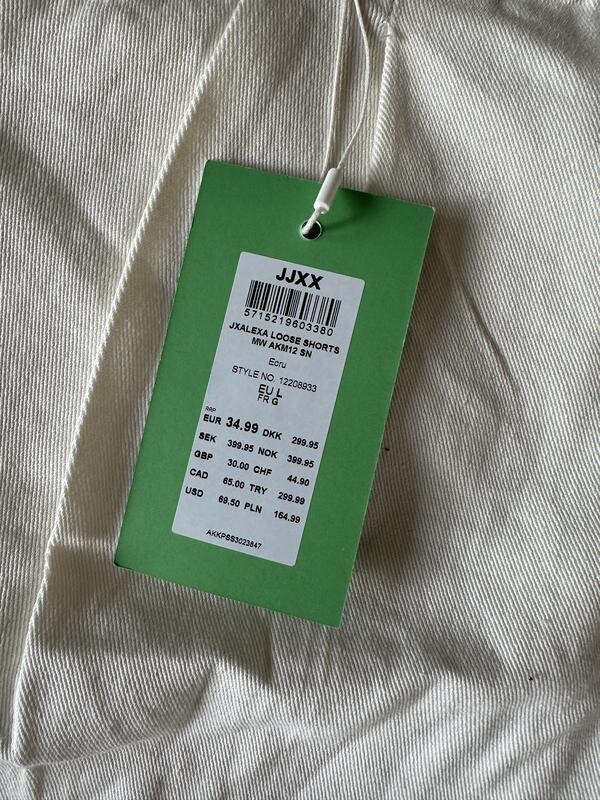 JJXX
5715219603380
JXALEXA LOOSE SHORTS
MW AKM12 SN
Ecru
STYLE NO. 12208933
EU L
FR G
RRP
EUR 34.99 DKK 299.95
SEK 399.95 NOK 399.95
GBP 30.00 CHF 44.90
CAD 65.00 TRY 299.99
USD 69.50 PLN 164.99
AKKPSS3023847